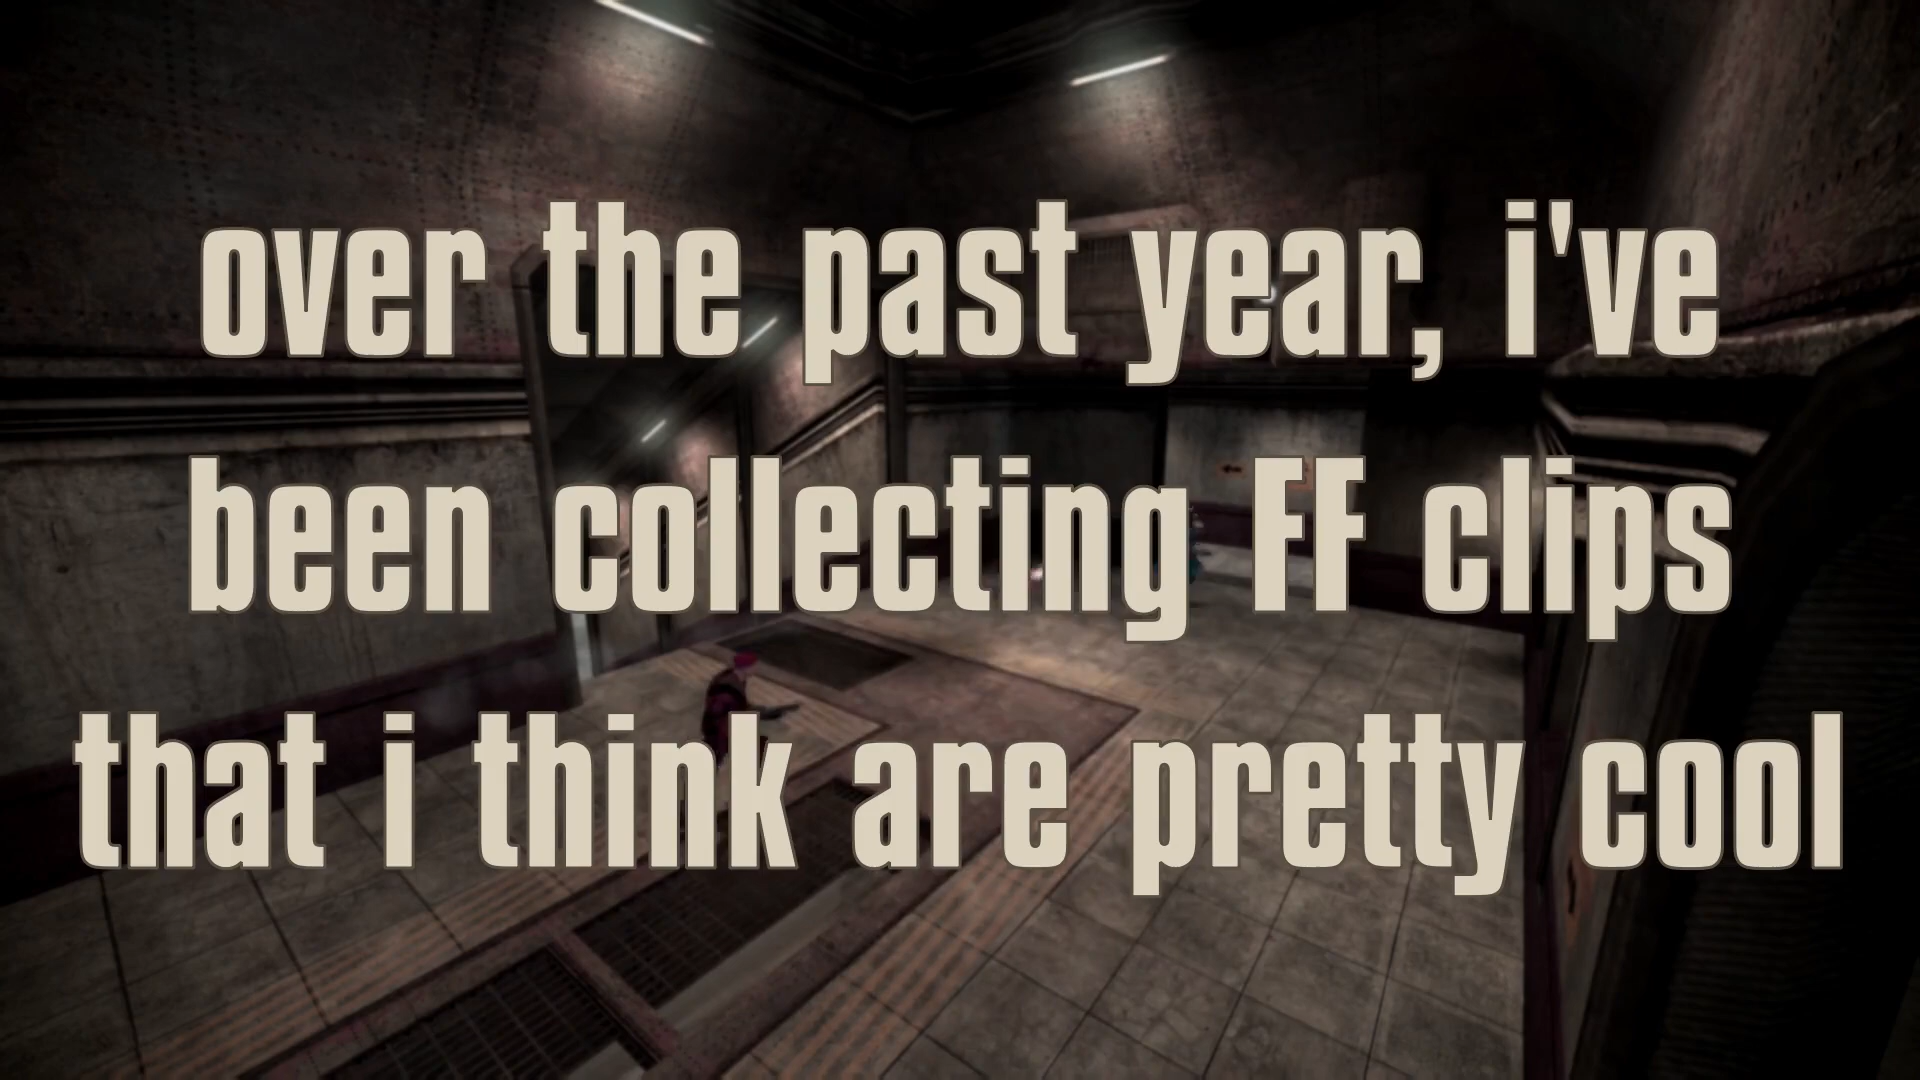 over the past year, i've
been collecting FF clips
that i think are pretty cool